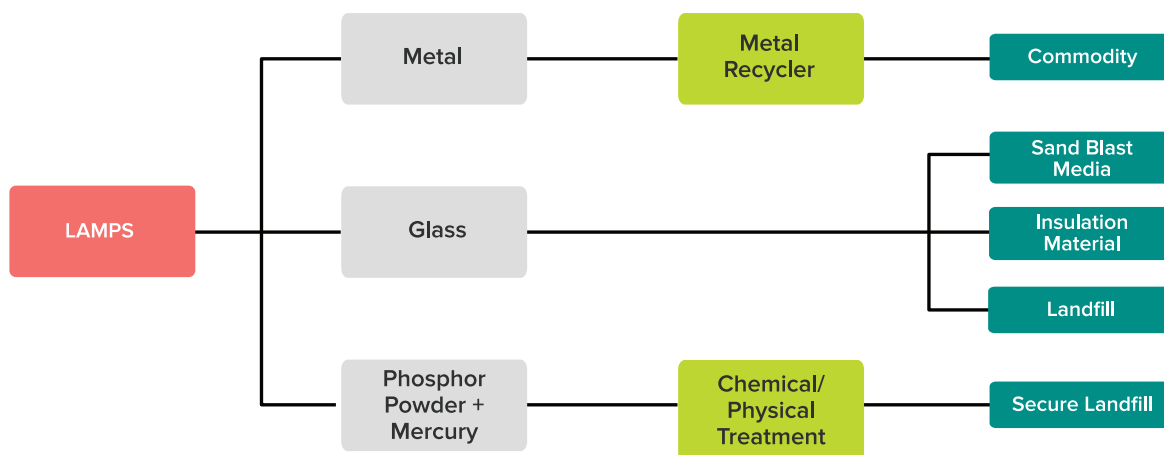 Metal
Metal
Recycler
Commodity
Sand Blast
Media
LAMPS
Glass
Insulation
Material
Landfill
Phosphor
Powder +
Mercury
Chemical/
Physical
Treatment
Secure Landfill